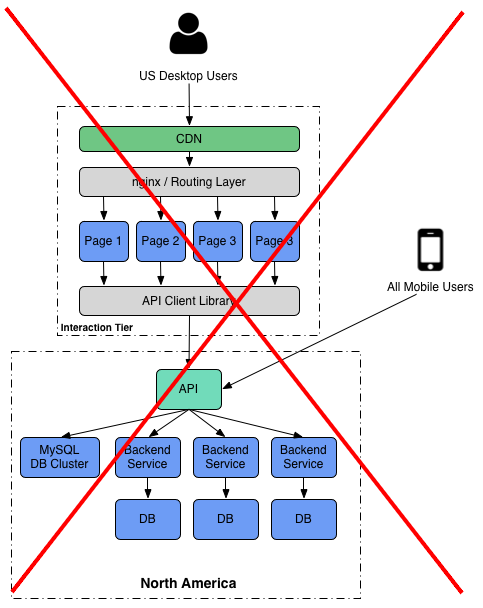 US Desktop Users
CDN
nginx / Routing Layer
Page 1
Page 2
Page 3
Page 3
API Client Library
Interaction Tier
All Mobile Users
API
MySQL
DB Cluster
Backend
Service
Backend
Service
Backend
Service
DB
DB
DB
North America